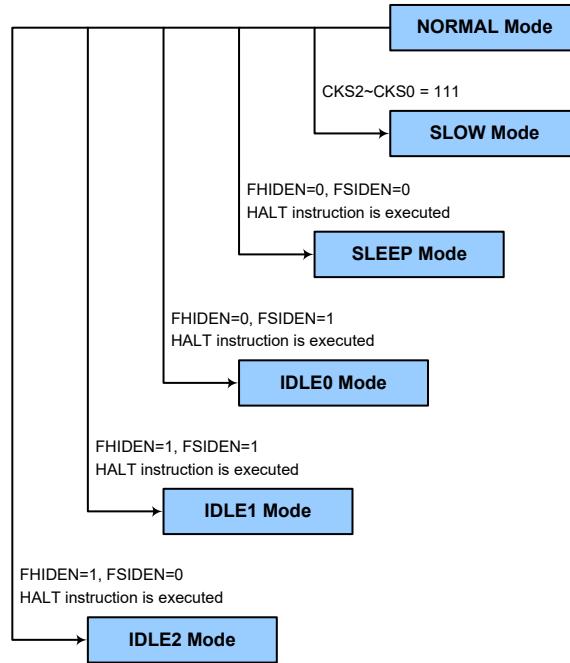 NORMAL Mode
CKS2~CKS0 = 111
SLOW Mode
FHIDEN=0, FSIDEN=0
HALT instruction is executed
SLEEP Mode
FHIDEN=0, FSIDEN=1
HALT instruction is executed
IDLE0 Mode
FHIDEN=1, FSIDEN=1
HALT instruction is executed
IDLE1 Mode
FHIDEN=1, FSIDEN=0
HALT instruction is executed
IDLE2 Mode